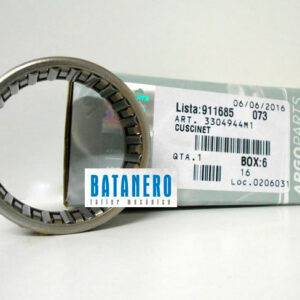 06/06/2016
Lista:911685 073
ART. 3304944M1
CUSCINET
QTA.1 BOX:6
16
Loc.0206031
BATANERO
taller mecánico